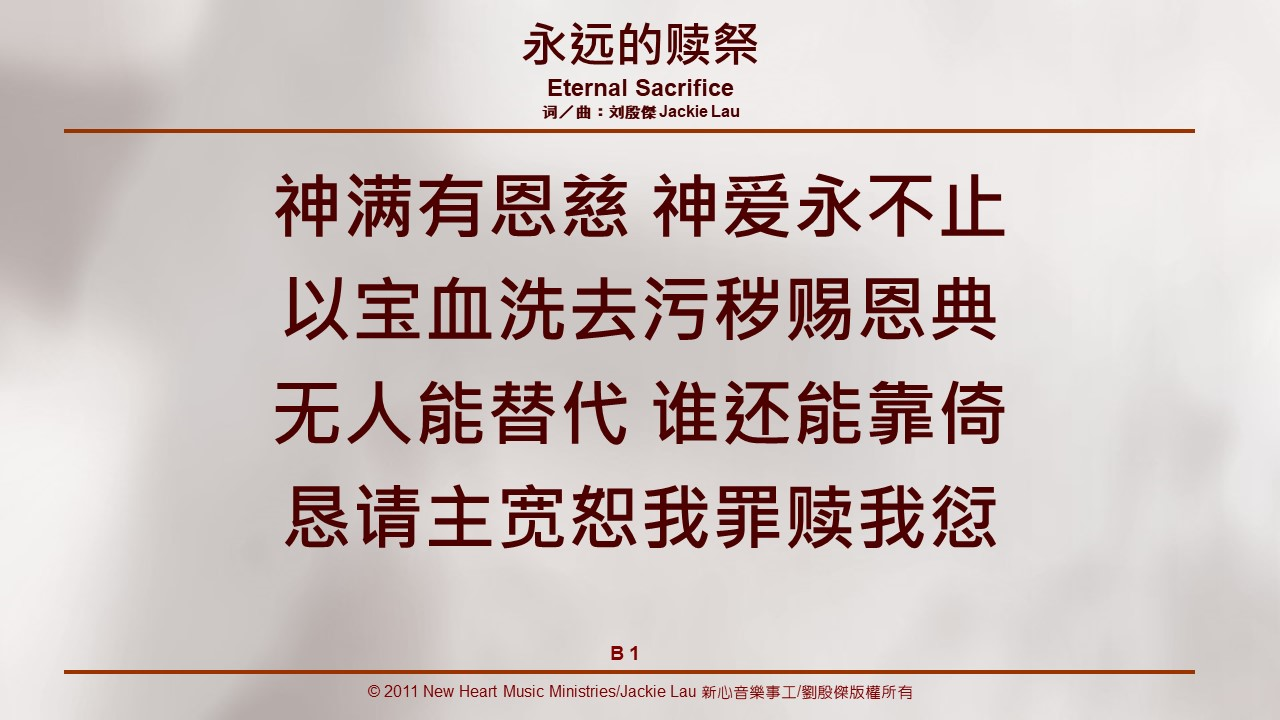 永远的赎祭
Eternal Sacrifice
词／曲：刘殷傑 Jackie Lau
神满有恩慈 神爱永不止
以宝血洗去污秽赐恩典
无人能替代 谁还能靠倚
恳请主宽恕我罪赎我愆
B 1
© 2011 New Heart Music Ministries/Jackie Lau 新心音樂事工/劉殷傑版權所有